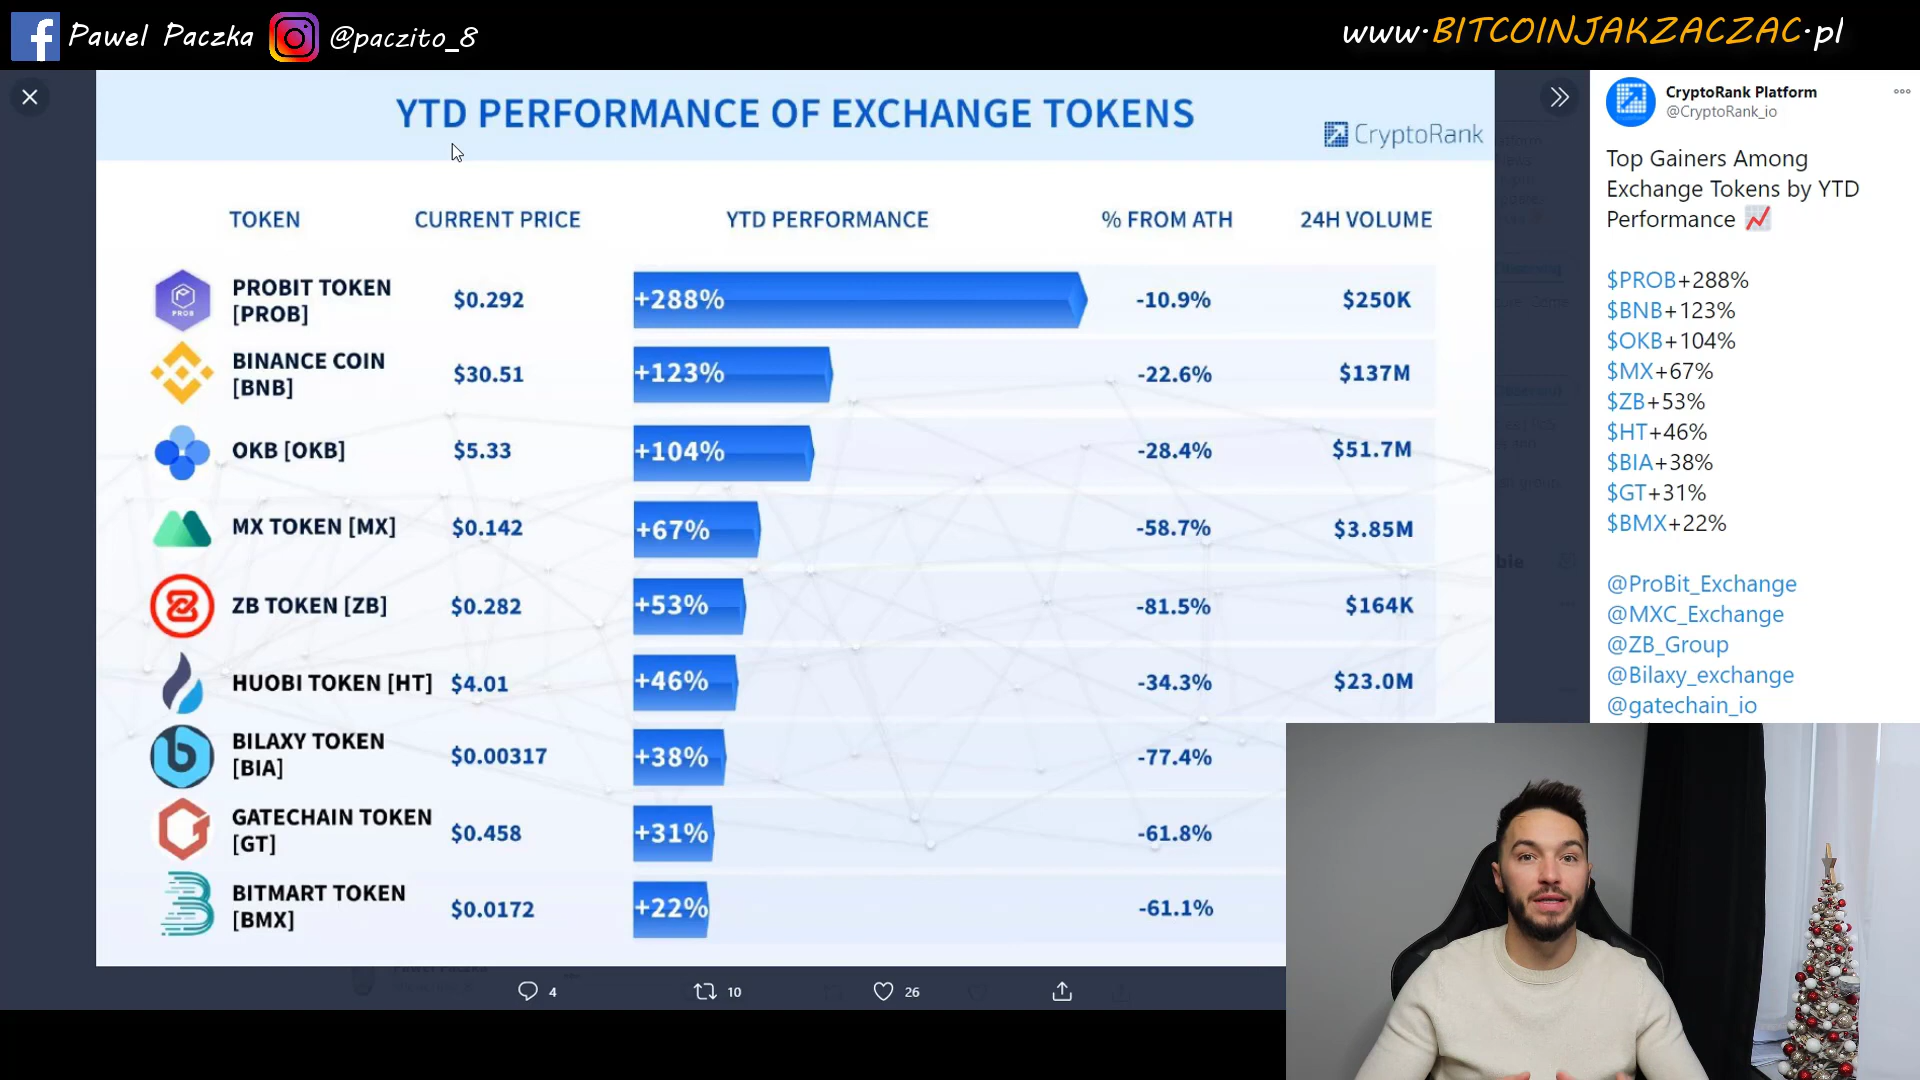 Pawel Paczka @paczito_8
www.BITCOINJAKZACZAC.pl
YTD PERFORMANCE OF EXCHANGE TOKENS
CryptoRank
TOKEN CURRENT PRICE YTD PERFORMANCE % FROM ATH 24H VOLUME
PROBIT TOKEN
[PROB]
$0.292 +288% -10.9% $250K
BINANCE COIN
[BNB]
$30.51 +123% -22.6% $137M
OKB [OKB] $5.33 +104% -28.4% $51.7M
MX TOKEN [MX] $0.142 +67% -58.7% $3.85M
ZB TOKEN [ZB] $0.282 +53% -81.5% $164K
HUOBI TOKEN [HT] $4.01 +46% -34.3% $23.0M
BILAXY TOKEN
[BIA]
$0.00317 +38% -77.4%
GATECHAIN TOKEN
[GT]
$0.458 +31% -61.8%
BITMART TOKEN
[BMX]
$0.0172 +22% -61.1%
4 10 26
CryptoRank Platform
@CryptoRank_io
Top Gainers Among
Exchange Tokens by YTD
Performance
$PROB+288%
$BNB+123%
$OKB+104%
$MX+67%
$ZB+53%
$HT+46%
$BIA+38%
$GT+31%
$BMX+22%
@ProBit_Exchange
@MXC_Exchange
@ZB_Group
@Bilaxy_exchange
@gatechain_io